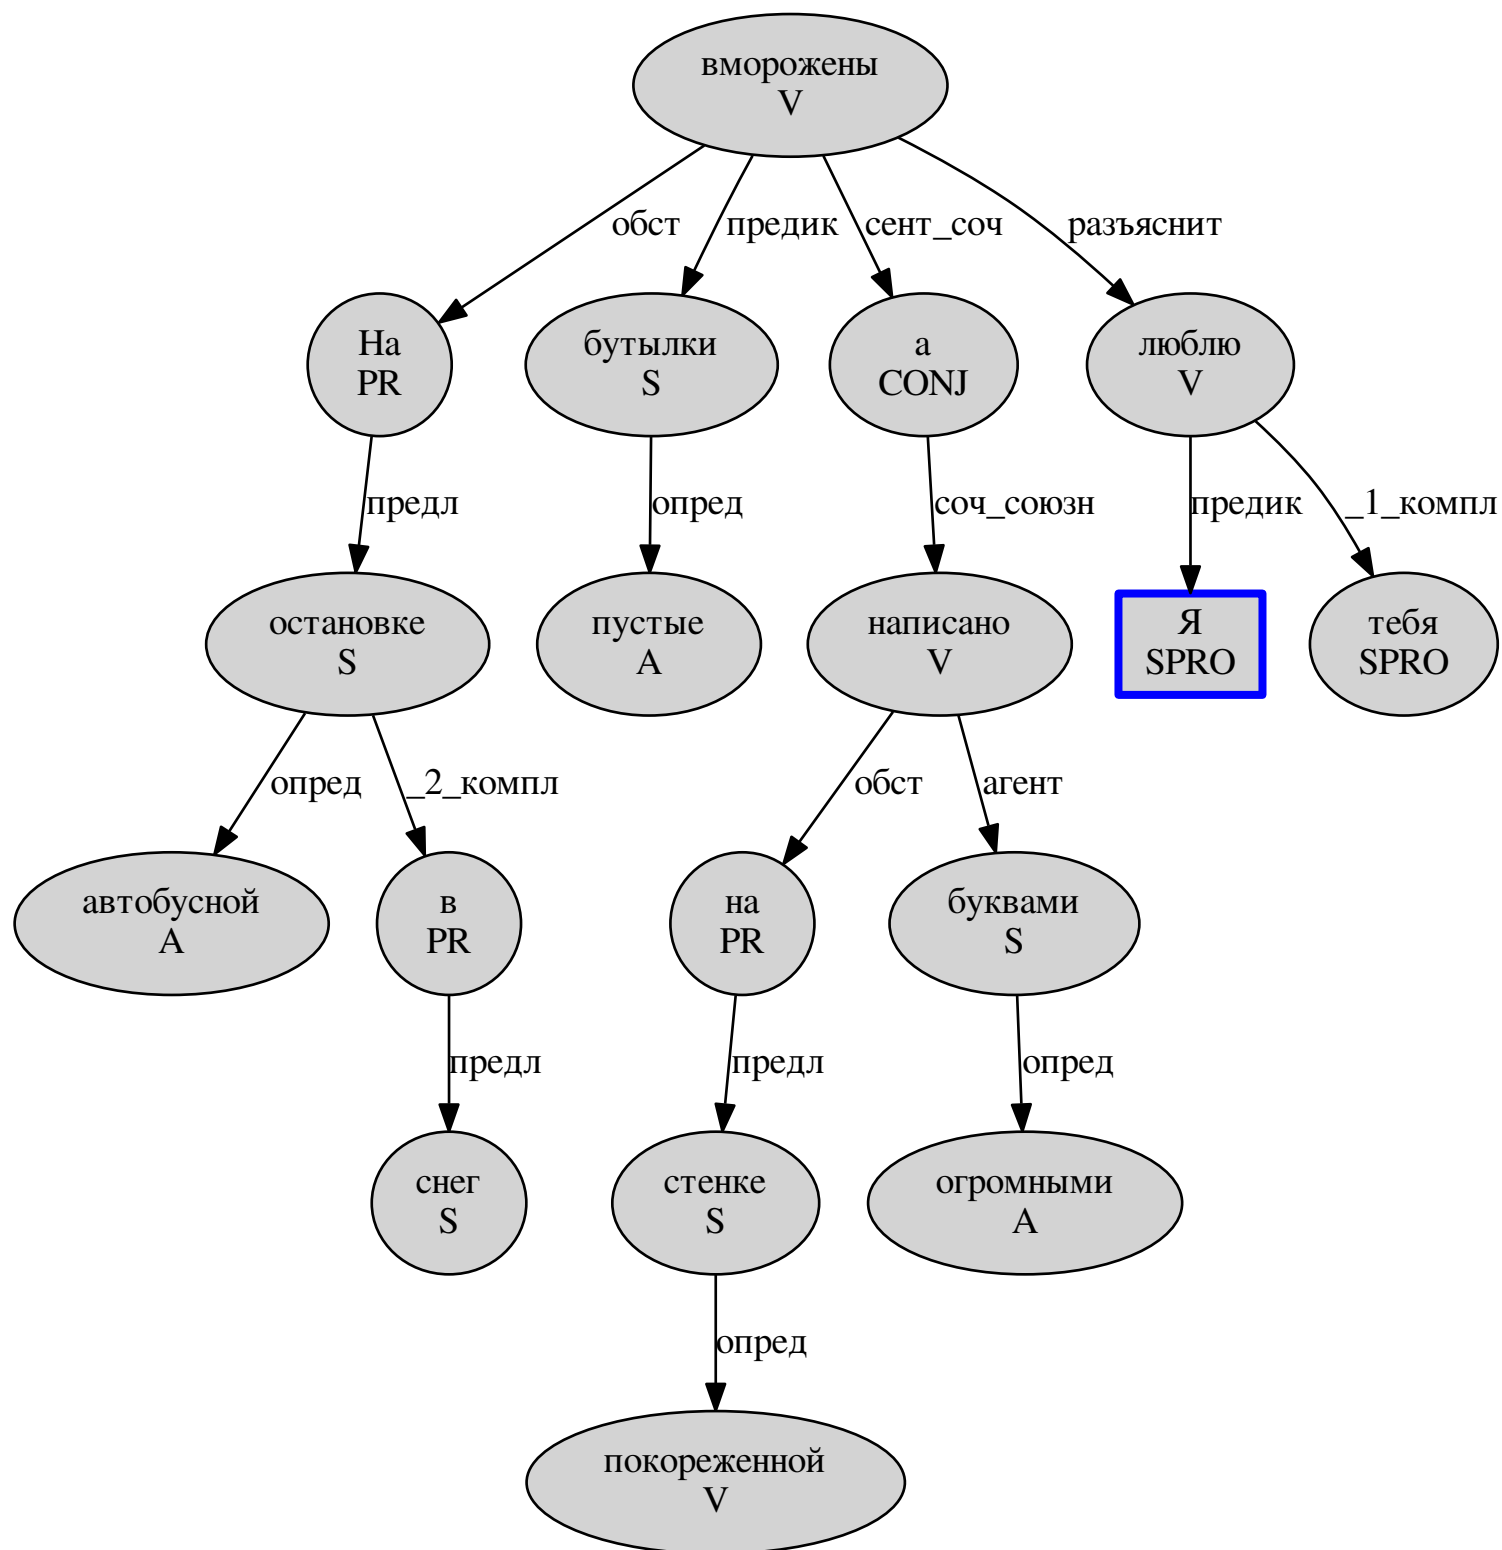 вморожены
V
обст
предик
сент_соч
разъяснит
На
PR
бутылки
S
а
CONJ
люблю
V
предл
опред
соч_союзн
предик
_1_компл
остановке
S
пустые
A
написано
V
Я
SPRO
тебя
SPRO
опред
_2_компл
обст
агент
автобусной
A
в
PR
на
PR
буквами
S
предл
предл
опред
снег
S
стенке
S
огромными
A
опред
покореженной
V